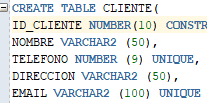 CREATE TABLE CLIENTE(
ID_CLIENTE NUMBER(10) CONSTR
NOMBRE VARCHAR2 (50),
TELEFONO NUMBER (9) UNIQUE,
DIRECCION VARCHAR2 (50),
EMAIL VARCHAR2 (100) UNIQUE